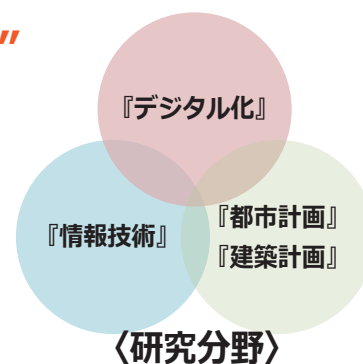 ”
『デジタル化』
『情報技術』
『都市計画』
『建築計画』
〈研究分野〉